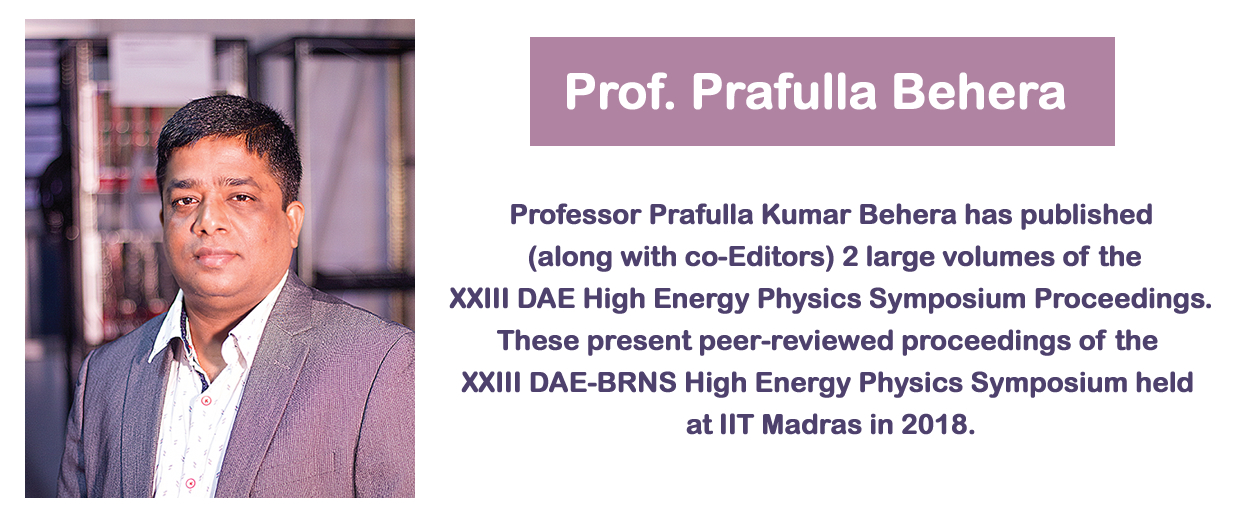 Prof. Prafulla Behera
Professor Prafulla Kumar Behera has published
(along with co-Editors) 2 large volumes of the
XXIII DAE High Energy Physics Symposium Proceedings.
These present peer-reviewed proceedings of the
XXIII DAE-BRNS High Energy Physics Symposium held
at IIT Madras in 2018.